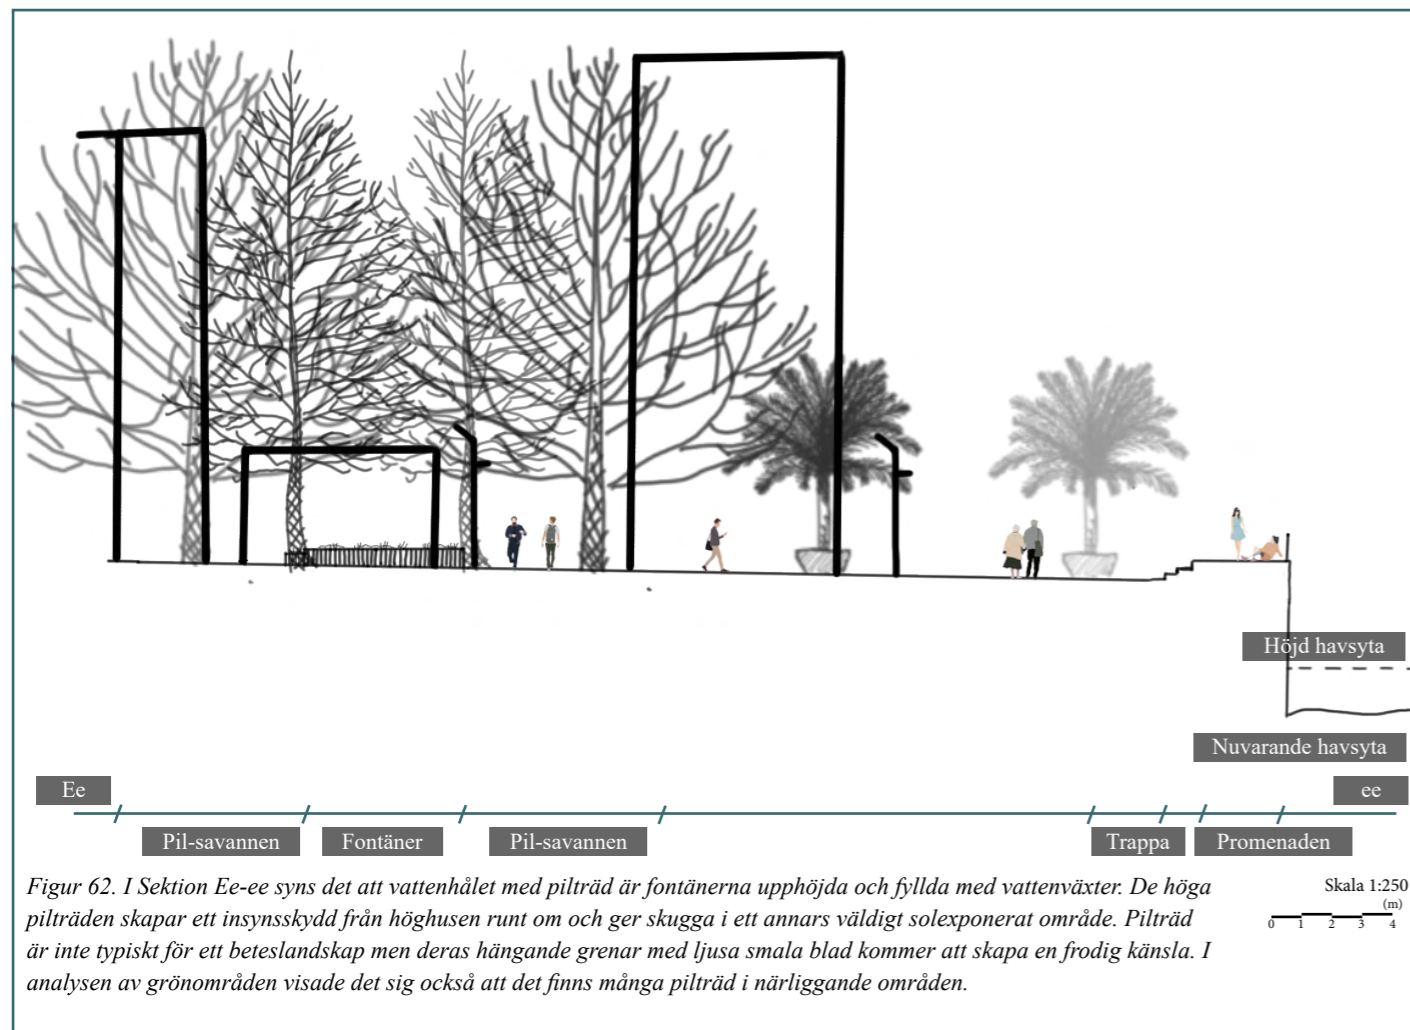 Höjd havsyta
Nuvarande havsyta
Ee
ee
Pil-savannen
Fontäner
Pil-savannen
Trappa
Promenaden
Figur 62. I Sektion Ee-ee syns det att vattenhålet med pilträd är fontänerna upphöjda och fyllda med vattenväxter. De höga
pilträden skapar ett insynsskydd från höghusen runt om och ger skugga i ett annars väldigt solexponerat område. Pilträd
är inte typiskt för ett beteslandskap men deras hängande grenar med ljusa smala blad kommer att skapa en frodig känsla. I
analysen av grönområden visade det sig också att det finns många pilträd i närliggande områden.
Skala 1:250
(m)
0 1 2 3 4